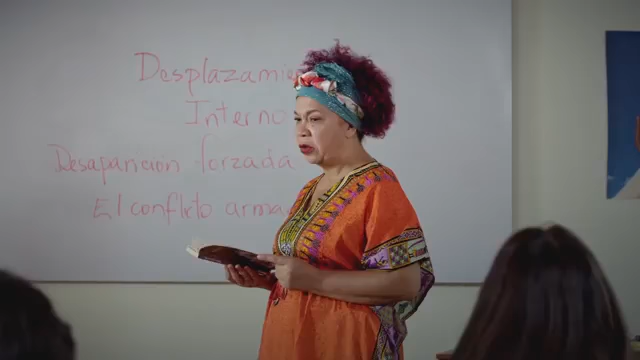 Desplazamie
Interno
Desaparicion forzada
El conflicto arma